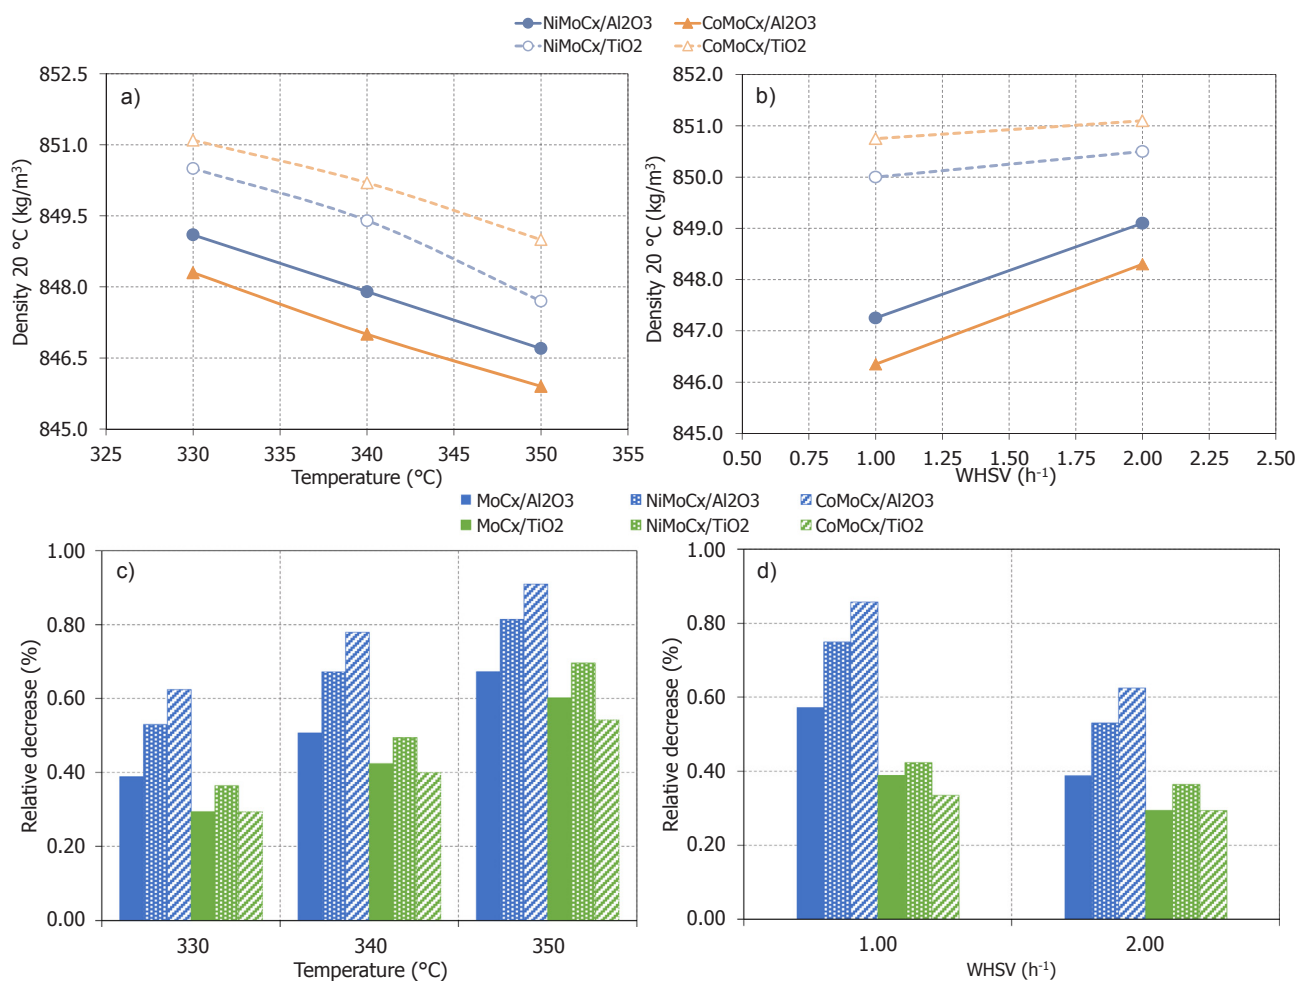 NiMoCx/Al2O3 CoMoCx/Al2O3
NiMoCx/TiO2 CoMoCx/TiO2
a)
Density 20 °C (kg/m³)
852.5
851.0
849.5
848.0
846.5
845.0
325 330 335 340 345 350 355
Temperature (°C)
b)
Density 20 °C (kg/m³)
852.0
851.0
850.0
849.0
848.0
847.0
846.0
845.0
0.50 0.75 1.00 1.25 1.50 1.75 2.00 2.25 2.50
WHSV (h⁻¹)
MoCx/Al2O3 NiMoCx/Al2O3 CoMoCx/Al2O3
MoCx/TiO2 NiMoCx/TiO2 CoMoCx/TiO2
c)
Relative decrease (%)
1.00
0.80
0.60
0.40
0.20
0.00
330 340 350
Temperature (°C)
d)
Relative decrease (%)
1.00
0.80
0.60
0.40
0.20
0.00
1.00 2.00
WHSV (h⁻¹)